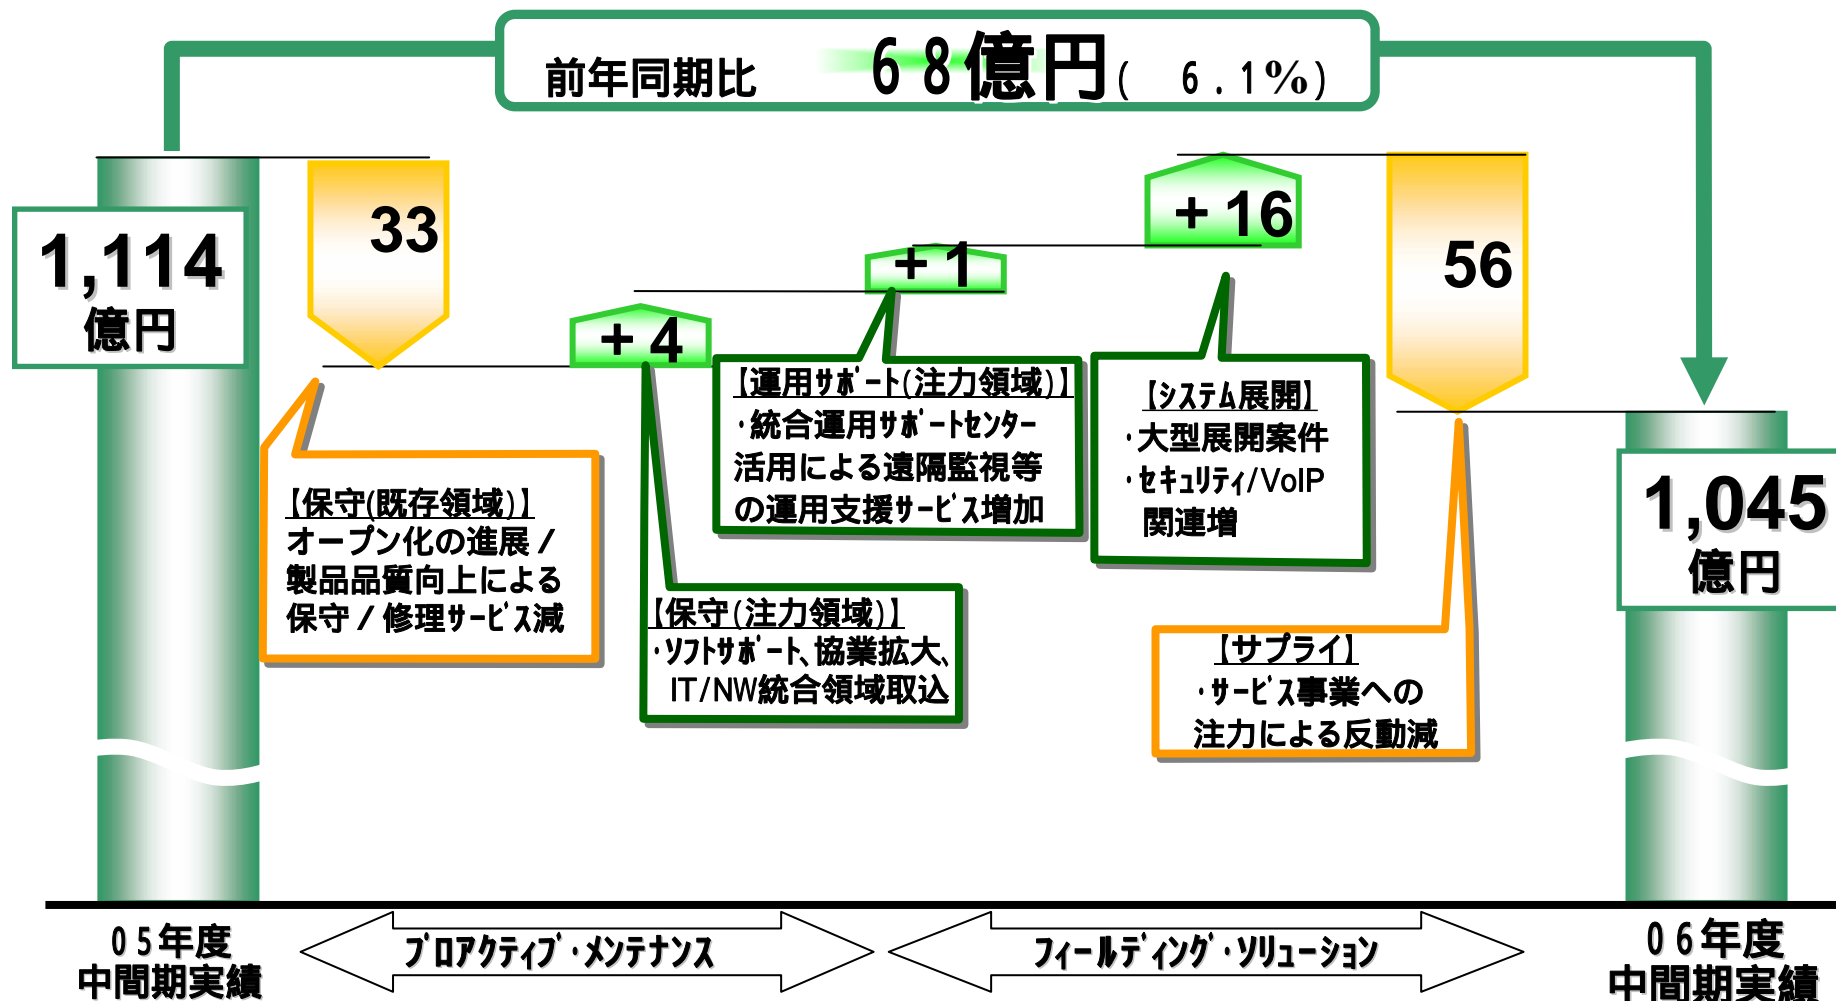 前年同期比 68億円( 6.1%)
1,114
億円
33
+4
+1
+16
56
1,045
億円
【保守(既存領域)】
オープン化の進展/
製品品質向上による
保守/修理ｻｰﾋﾞｽ減
【保守(注力領域)】
・ｿﾌﾄｻﾎﾟｰﾄ、協業拡大、
IT/NW統合領域取込
【運用ｻﾎﾟｰﾄ(注力領域)】
・統合運用ｻﾎﾟｰﾄｾﾝﾀｰ
活用による遠隔監視等
の運用支援ｻｰﾋﾞｽ増加
【ｼｽﾃﾑ展開】
・大型展開案件
・ｾｷｭﾘﾃｨ/VoIP
関連増
【サプライ】
・ｻｰﾋﾞｽ事業への
注力による反動減
05年度
中間期実績
ﾌﾟﾛｱｸﾃｨﾌﾞ・ﾒﾝﾃﾅﾝｽ
ﾌｨｰﾙﾃﾞｨﾝｸﾞ・ｿﾘｭｰｼｮﾝ
06年度
中間期実績